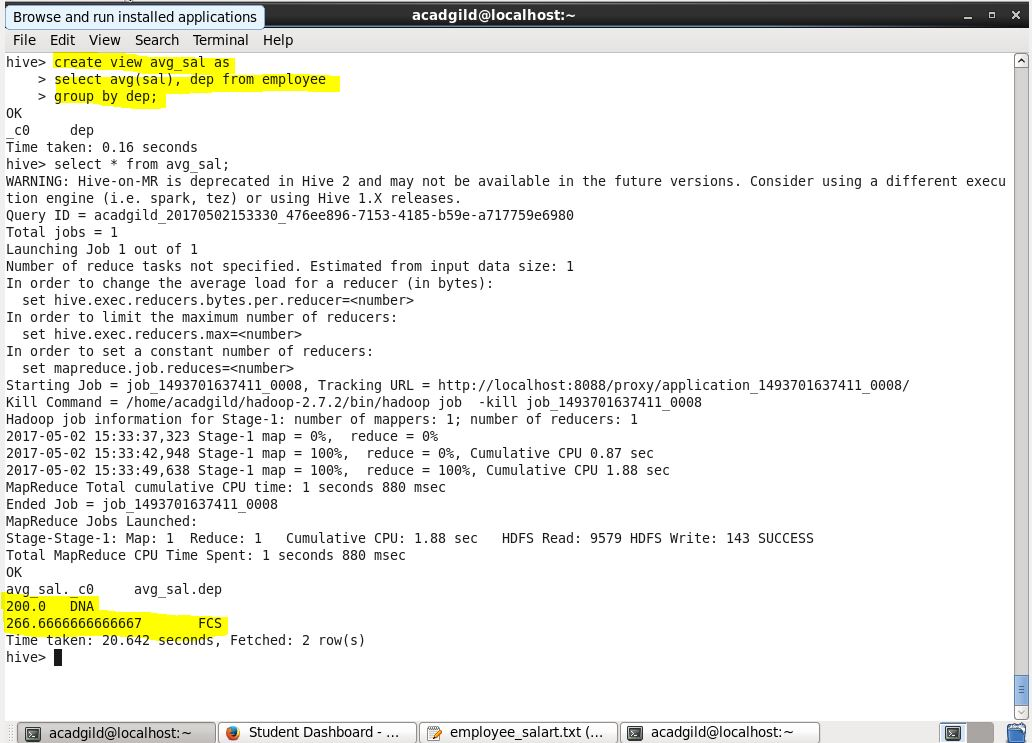 Browse and run installed applications
acadgild@localhost:~
File Edit View Search Terminal Help
hive> create view avg_sal as
    > select avg(sal), dep from employee
    > group by dep;
OK
_c0     dep
Time taken: 0.16 seconds
hive> select * from avg_sal;
WARNING: Hive-on-MR is deprecated in Hive 2 and may not be available in the future versions. Consider using a different execu
tion engine (i.e. spark, tez) or using Hive 1.X releases.
Query ID = acadgild_20170502153330_476ee896-7153-4185-b59e-a717759e6980
Total jobs = 1
Launching Job 1 out of 1
Number of reduce tasks not specified. Estimated from input data size: 1
In order to change the average load for a reducer (in bytes):
  set hive.exec.reducers.bytes.per.reducer=<number>
In order to limit the maximum number of reducers:
  set hive.exec.reducers.max=<number>
In order to set a constant number of reducers:
  set mapreduce.job.reduces=<number>
Starting Job = job_1493701637411_0008, Tracking URL = http://localhost:8088/proxy/application_1493701637411_0008/
Kill Command = /home/acadgild/hadoop-2.7.2/bin/hadoop job  -kill job_1493701637411_0008
Hadoop job information for Stage-1: number of mappers: 1; number of reducers: 1
2017-05-02 15:33:37,323 Stage-1 map = 0%,  reduce = 0%
2017-05-02 15:33:42,948 Stage-1 map = 100%,  reduce = 0%, Cumulative CPU 0.87 sec
2017-05-02 15:33:49,638 Stage-1 map = 100%,  reduce = 100%, Cumulative CPU 1.88 sec
MapReduce Total cumulative CPU time: 1 seconds 880 msec
Ended Job = job_1493701637411_0008
MapReduce Jobs Launched:
Stage-Stage-1: Map: 1  Reduce: 1   Cumulative CPU: 1.88 sec   HDFS Read: 9579 HDFS Write: 143 SUCCESS
Total MapReduce CPU Time Spent: 1 seconds 880 msec
OK
avg_sal._c0     avg_sal.dep
200.0   DNA
266.6666666666667       FCS
Time taken: 20.642 seconds, Fetched: 2 row(s)
hive>
acadgild@localhost:~ Student Dashboard - ... employee_salart.txt (... acadgild@localhost:~